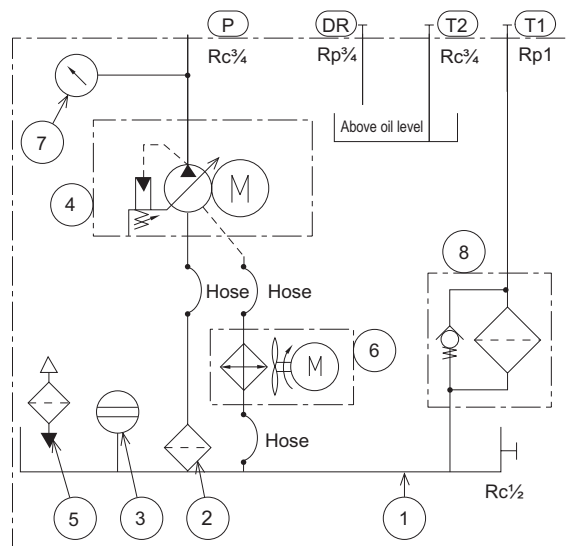 P DR T2 T1
Rc¾ Rp¾ Rc¾ Rp1
7
Above oil level
4 M
8
Hose Hose
6
M
Hose
5 3 2 1
Rc½